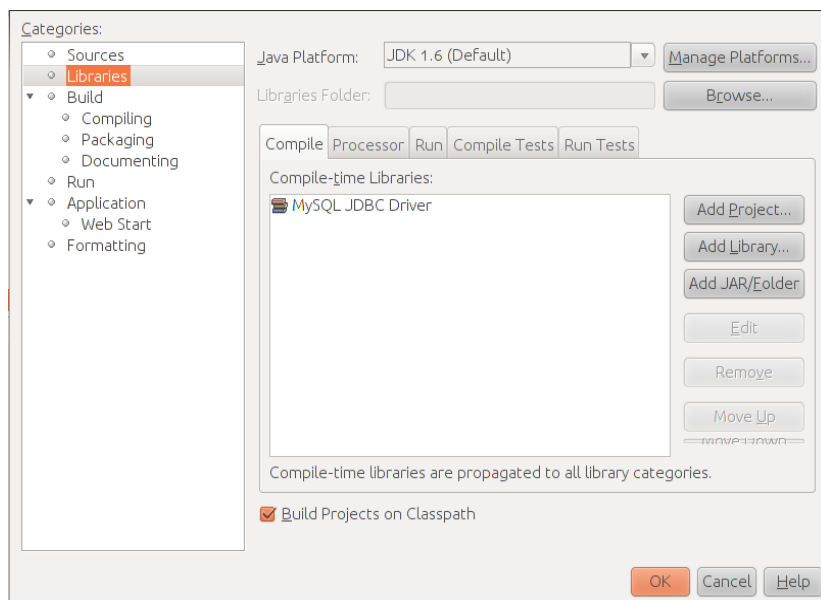 Categories:
Sources
Libraries
Build
Compiling
Packaging
Documenting
Run
Application
Web Start
Formatting
Java Platform: JDK 1.6 (Default) Manage Platforms...
Libraries Folder: Browse...
Compile Processor Run Compile Tests Run Tests
Compile-time Libraries:
MySQL JDBC Driver
Add Project...
Add Library...
Add JAR/Folder
Edit
Remove
Move Up
Move Down
Compile-time libraries are propagated to all library categories.
Build Projects on Classpath
OK Cancel Help